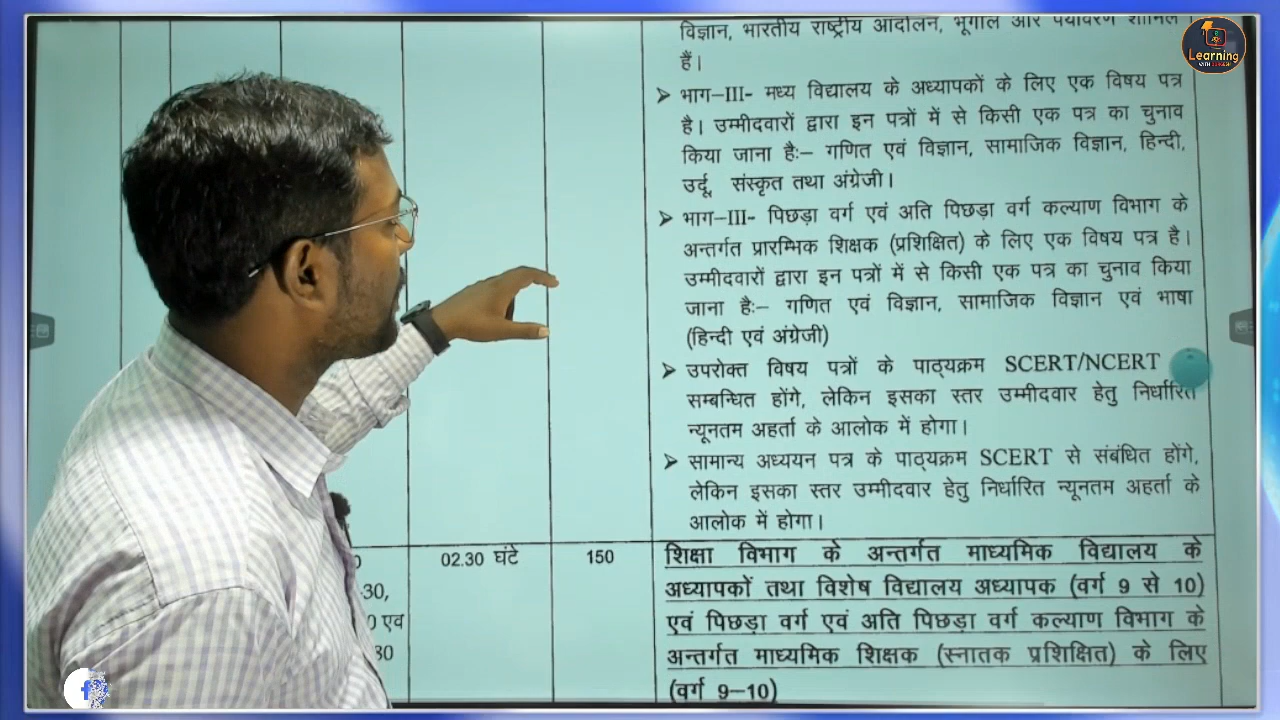 विज्ञान, भारतीय राष्ट्रीय आंदोलन, भूगोल और पर्यावरण शामिल
हैं।
Learning
➤ भाग–III- मध्य विद्यालय के अध्यापकों के लिए एक विषय पत्र
है। उम्मीदवारों द्वारा इन पत्रों में से किसी एक पत्र का चुनाव
किया जाना हैः– गणित एवं विज्ञान, सामाजिक विज्ञान, हिन्दी,
उर्दू, संस्कृत तथा अंग्रेजी।
➤ भाग–III- पिछड़ा वर्ग एवं अति पिछड़ा वर्ग कल्याण विभाग के
अन्तर्गत प्रारम्भिक शिक्षक (प्रशिक्षित) के लिए एक विषय पत्र है।
उम्मीदवारों द्वारा इन पत्रों में से किसी एक पत्र का चुनाव किया
जाना हैः– गणित एवं विज्ञान, सामाजिक विज्ञान एवं भाषा
(हिन्दी एवं अंग्रेजी)
➤ उपरोक्त विषय पत्रों के पाठ्यक्रम SCERT/NCERT
सम्बन्धित होंगे, लेकिन इसका स्तर उम्मीदवार हेतु निर्धारित
न्यूनतम अहर्ता के आलोक में होगा।
➤ सामान्य अध्ययन पत्र के पाठ्यक्रम SCERT से संबंधित होंगे,
लेकिन इसका स्तर उम्मीदवार हेतु निर्धारित न्यूनतम अहर्ता के
आलोक में होगा।
02.30 घंटे 150 शिक्षा विभाग के अन्तर्गत माध्यमिक विद्यालय के
अध्यापकों तथा विशेष विद्यालय अध्यापक (वर्ग 9 से 10)
एवं एवं पिछड़ा वर्ग एवं अति पिछड़ा वर्ग कल्याण विभाग के
अन्तर्गत माध्यमिक शिक्षक (स्नातक प्रशिक्षित) के लिए
(वर्ग 9–10)